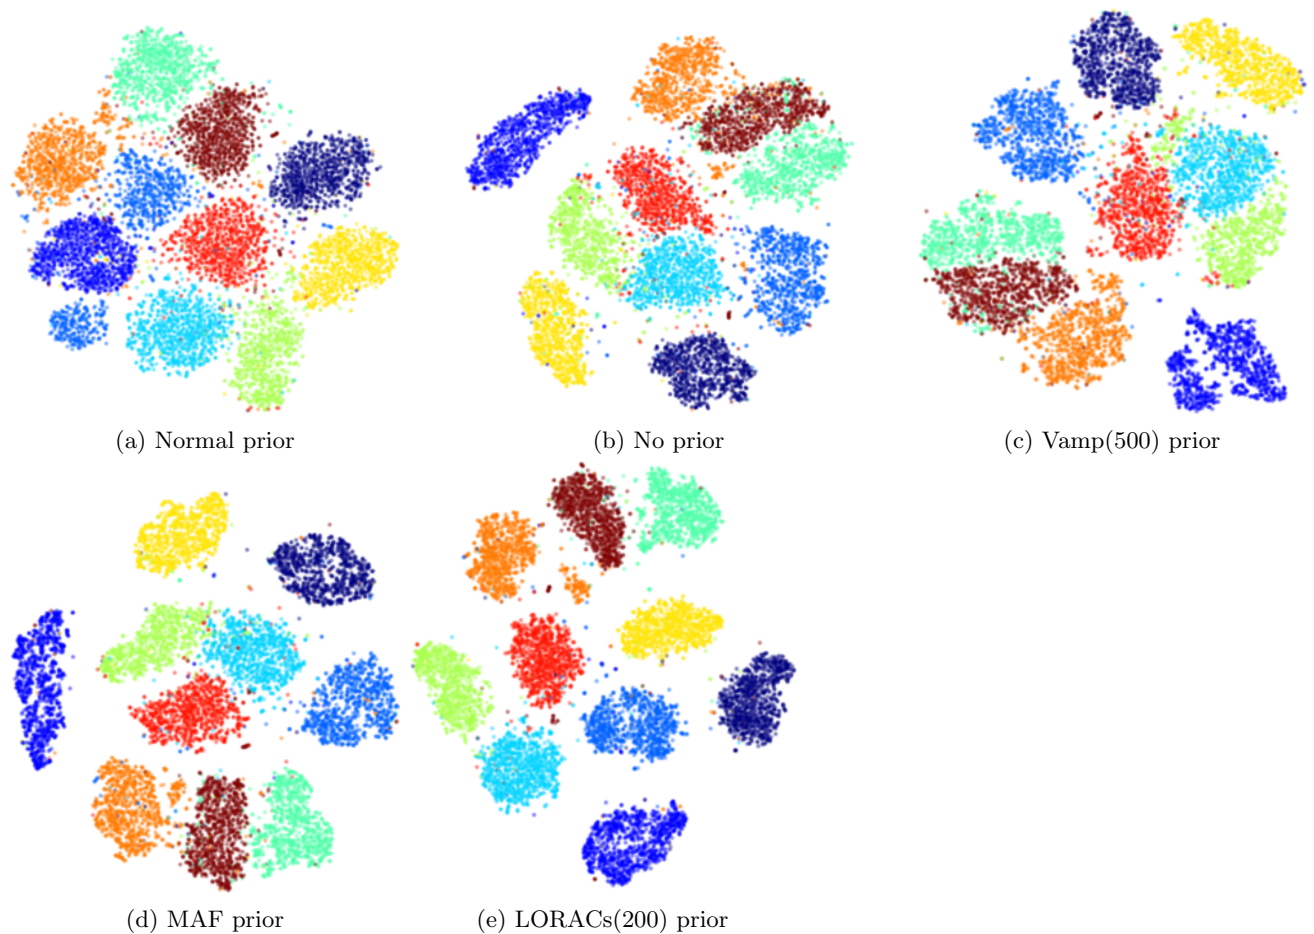 (a) Normal prior
(b) No prior
(c) Vamp(500) prior
(d) MAF prior
(e) LORACs(200) prior